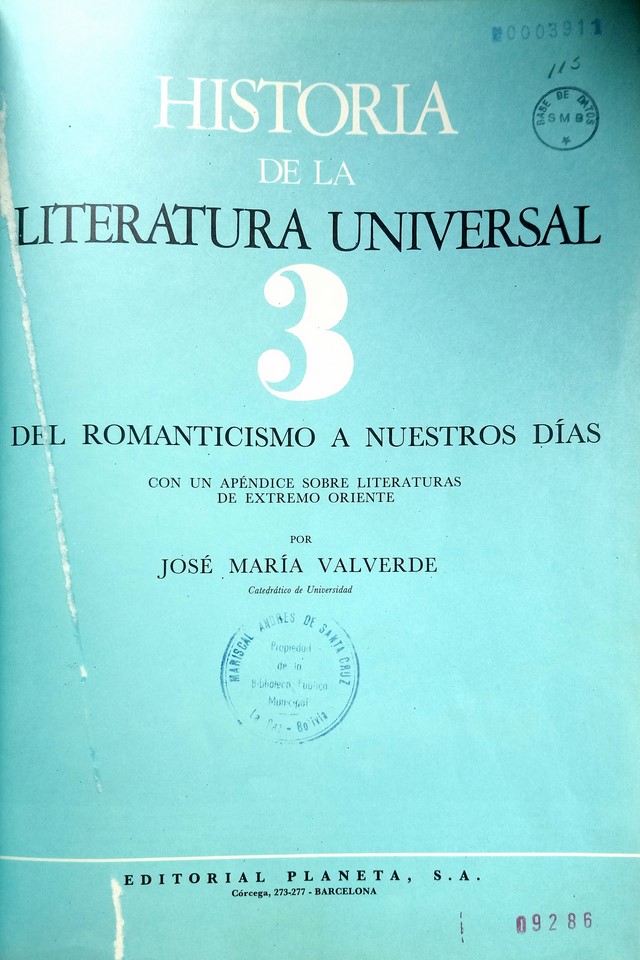 0003911
115
BASE DE DATOS
SMB
HISTORIA
DE LA
LITERATURA UNIVERSAL
3
DEL ROMANTICISMO A NUESTROS DÍAS
CON UN APÉNDICE SOBRE LITERATURAS
DE EXTREMO ORIENTE
POR
JOSÉ MARÍA VALVERDE
Catedrático de Universidad
MARISCAL ANDRES DE SANTA CRUZ
Propiedad
de la
Biblioteca Publica
Municipal
La Paz - Bolivia
EDITORIAL PLANETA, S.A.
Córcega, 273-277 - BARCELONA
09286